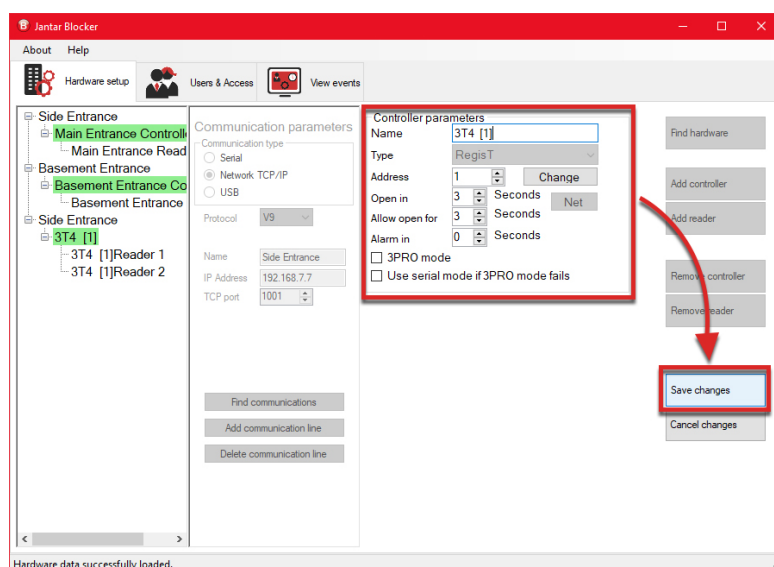 Jantar Blocker
About Help
Hardware setup
Users & Access
View events
Side Entrance
Main Entrance Controll
Main Entrance Read
Basement Entrance
Basement Entrance Co
Basement Entrance
Side Entrance
3T4 [1]
3T4 [1]Reader 1
3T4 [1]Reader 2
Communication parameters
Communication type
Serial
Network TCP/IP
USB
Protocol V9
Name Side Entrance
IP Address 192.168.7.7
TCP port 1001
Find communications
Add communication line
Delete communication line
Controller parameters
Name 3T4 [1]
Type RegisT
Address 1 Change
Open in 3 Seconds Net
Allow open for 3 Seconds
Alarm in 0 Seconds
3PRO mode
Use serial mode if 3PRO mode fails
Find hardware
Add controller
Add reader
Remove controller
Remove reader
Save changes
Cancel changes
Hardware data successfully loaded.